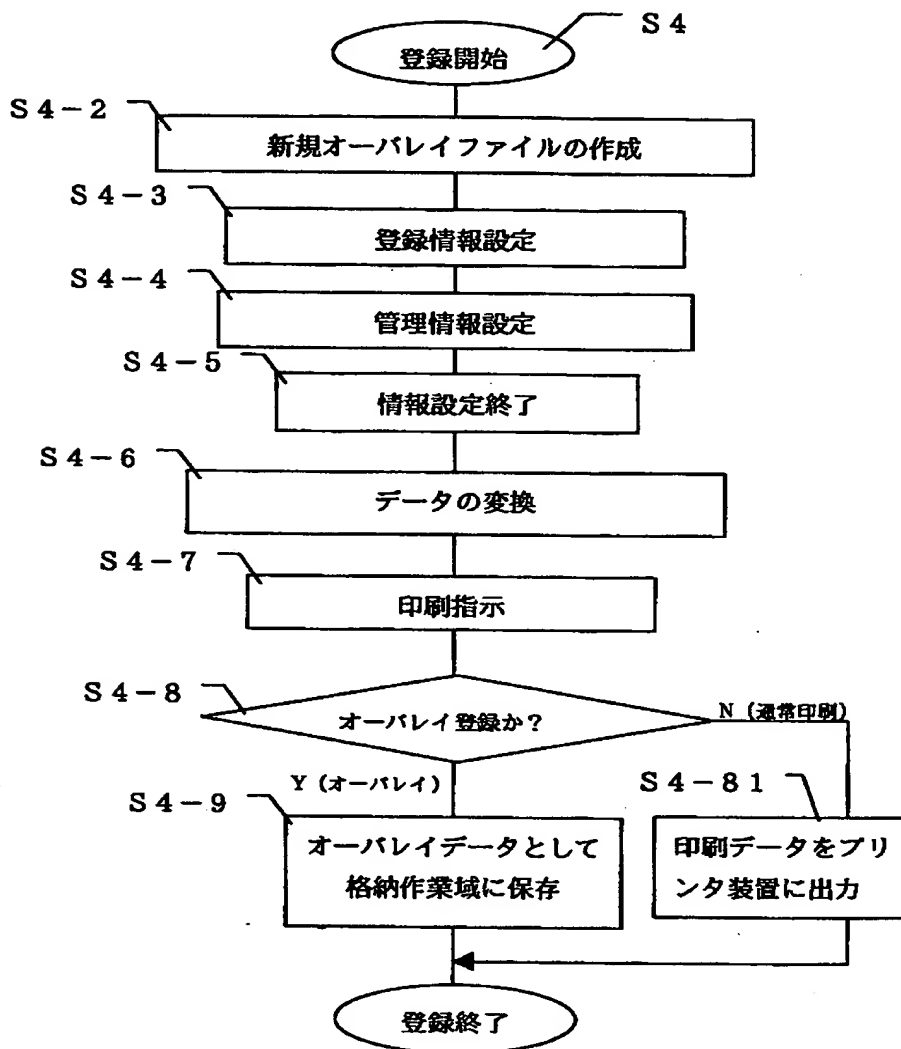 S4
登録開始
S4-2
新規オーバレイファイルの作成
S4-3
登録情報設定
S4-4
管理情報設定
S4-5
情報設定終了
S4-6
データの変換
S4-7
印刷指示
S4-8
オーバレイ登録か?
N(通常印刷)
Y(オーバレイ)
S4-9
オーバレイデータとして
格納作業域に保存
S4-81
印刷データをプリ
ンタ装置に出力
登録終了